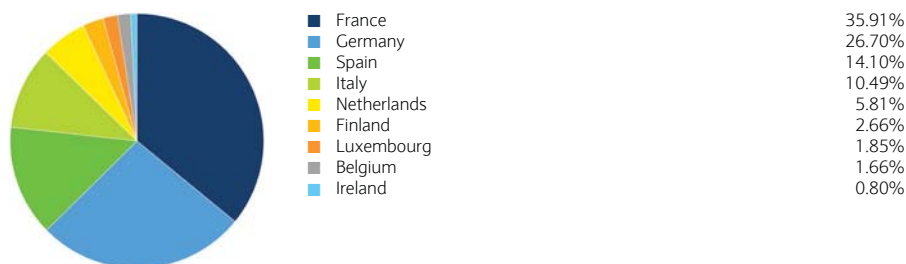 France 35.91%
Germany 26.70%
Spain 14.10%
Italy 10.49%
Netherlands 5.81%
Finland 2.66%
Luxembourg 1.85%
Belgium 1.66%
Ireland 0.80%